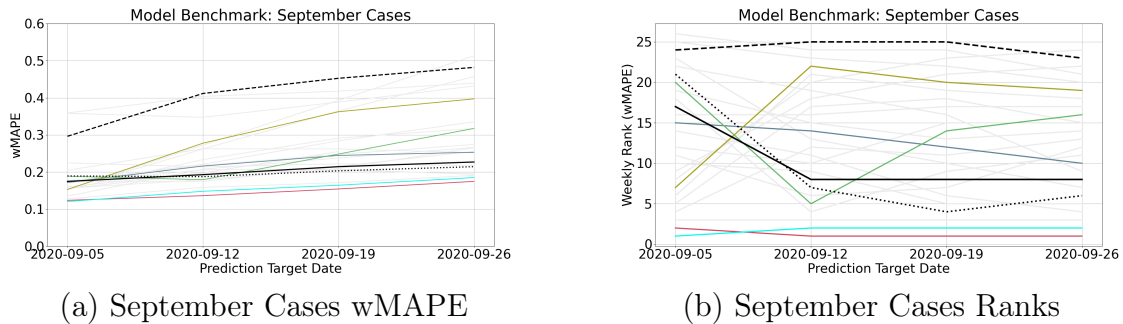 Model Benchmark: September Cases
wMAPE
0.6
0.5
0.4
0.3
0.2
0.1
0.0
2020-09-05 2020-09-12 2020-09-19 2020-09-26
Prediction Target Date
(a) September Cases wMAPE
Model Benchmark: September Cases
Weekly Rank (wMAPE)
25
20
15
10
5
0
2020-09-05 2020-09-12 2020-09-19 2020-09-26
Prediction Target Date
(b) September Cases Ranks